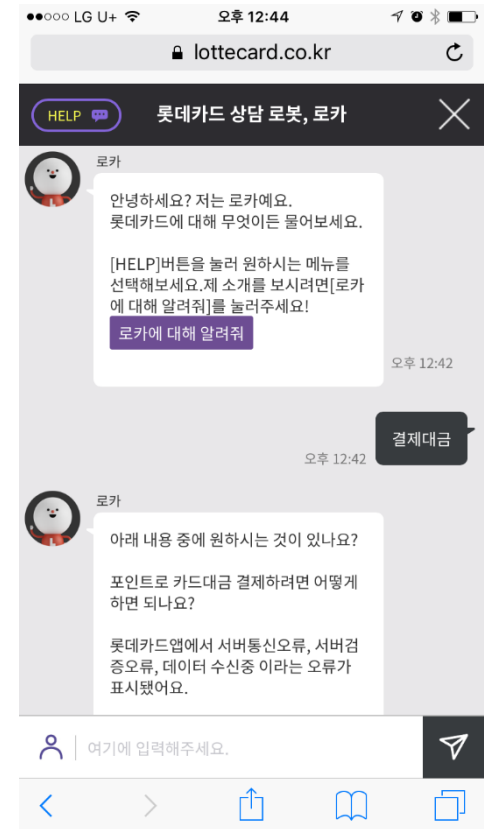 LG U+
오후 12:44
lottecard.co.kr
HELP
롯데카드 상담 로봇, 로카
로카
안녕하세요? 저는 로카예요.
롯데카드에 대해 무엇이든 물어보세요.
[HELP]버튼을 눌러 원하시는 메뉴를
선택해보세요.제 소개를 보시려면[로카
에 대해 알려줘]를 눌러주세요!
로카에 대해 알려줘
오후 12:42
결제대금
오후 12:42
로카
아래 내용 중에 원하시는 것이 있나요?
포인트로 카드대금 결제하려면 어떻게
하면 되나요?
롯데카드앱에서 서버통신오류, 서버검
증오류, 데이터 수신중 이라는 오류가
표시됐어요.
여기에 입력해주세요.